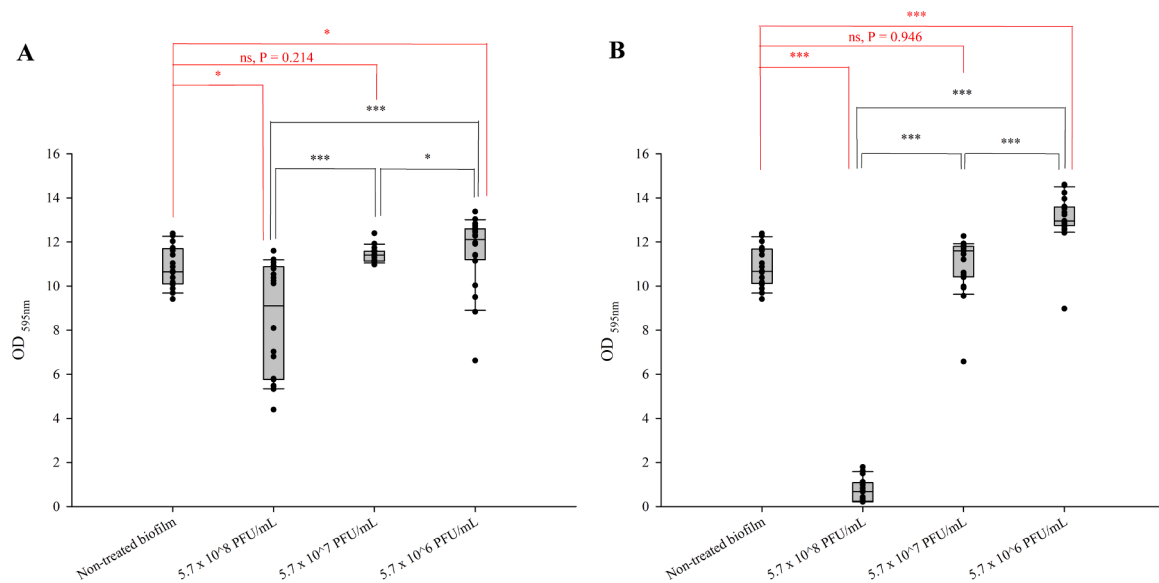 A
*
ns, P = 0.214
*
***
***
*
16
14
12
10
8
6
4
2
0
OD 595nm
Non-treated biofilm
5.7 x 10^8 PFU/mL
5.7 x 10^7 PFU/mL
5.7 x 10^6 PFU/mL
B
***
ns, P = 0.946
***
***
***
***
16
14
12
10
8
6
4
2
0
OD 595nm
Non-treated biofilm
5.7 x 10^8 PFU/mL
5.7 x 10^7 PFU/mL
5.7 x 10^6 PFU/mL